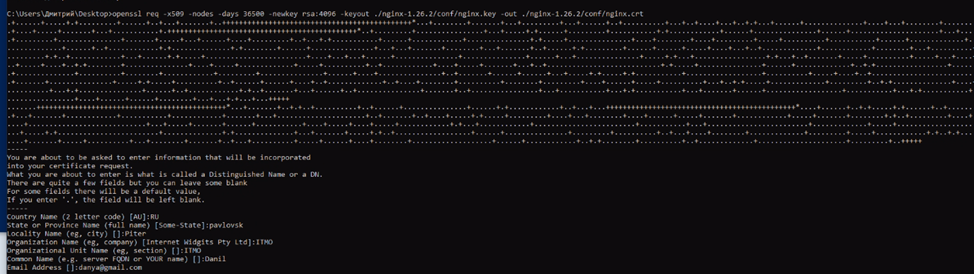 C:\Users\Дмитрий\Desktop>openssl req -x509 -nodes -days 36500 -newkey rsa:4096 -keyout ./nginx-1.26.2/conf/nginx.key -out ./nginx-1.26.2/conf/nginx.crt
-----
You are about to be asked to enter information that will be incorporated
into your certificate request.
What you are about to enter is what is called a Distinguished Name or a DN.
There are quite a few fields but you can leave some blank
For some fields there will be a default value,
If you enter '.', the field will be left blank.
-----
Country Name (2 letter code) [AU]:RU
State or Province Name (full name) [Some-State]:pavlovsk
Locality Name (eg, city) []:Piter
Organization Name (eg, company) [Internet Widgits Pty Ltd]:ITMO
Organizational Unit Name (eg, section) []:ITMO
Common Name (e.g. server FQDN or YOUR name) []:Danil
Email Address []:danya@gmail.com